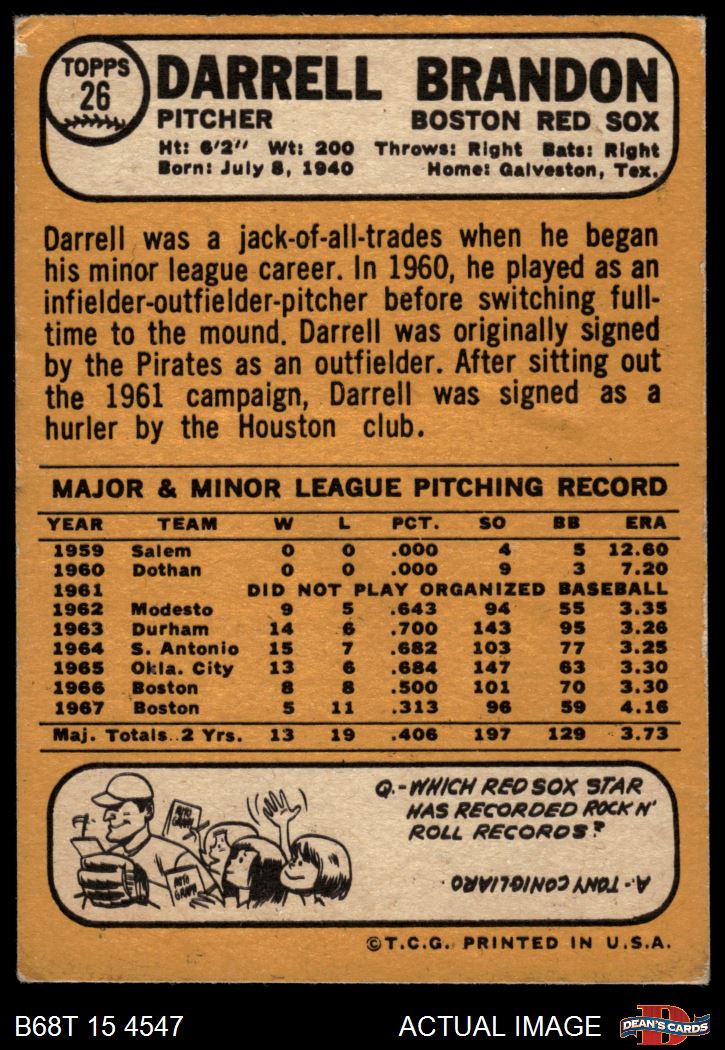 TOPPS
26
DARRELL BRANDON
PITCHER BOSTON RED SOX
Ht: 6'2" Wt: 200 Throws: Right Bats: Right
Born: July 8, 1940 Home: Galveston, Tex.
Darrell was a jack-of-all-trades when he began
his minor league career. In 1960, he played as an
infielder-outfielder-pitcher before switching full-
time to the mound. Darrell was originally signed
by the Pirates as an outfielder. After sitting out
the 1961 campaign, Darrell was signed as a
hurler by the Houston club.
MAJOR & MINOR LEAGUE PITCHING RECORD
YEAR TEAM W L PCT. SO BB ERA
1959 Salem 0 0 .000 4 5 12.60
1960 Dothan 0 0 .000 9 3 7.20
1961 DID NOT PLAY ORGANIZED BASEBALL
1962 Modesto 9 5 .643 94 55 3.35
1963 Durham 14 6 .700 143 95 3.26
1964 S. Antonio 15 7 .682 103 77 3.25
1965 Okla. City 13 6 .684 147 63 3.30
1966 Boston 8 8 .500 101 70 3.30
1967 Boston 5 11 .313 96 59 4.16
Maj. Totals..2 Yrs. 13 19 .406 197 129 3.73
AUTO
GRAPH
AUTO
GRAPH
Q.-WHICH RED SOX STAR
HAS RECORDED ROCK N'
ROLL RECORDS?
A.-TONY CONIGLIARO
©T.C.G. PRINTED IN U.S.A.
B68T 15 4547 ACTUAL IMAGE
DEAN'S CARDS